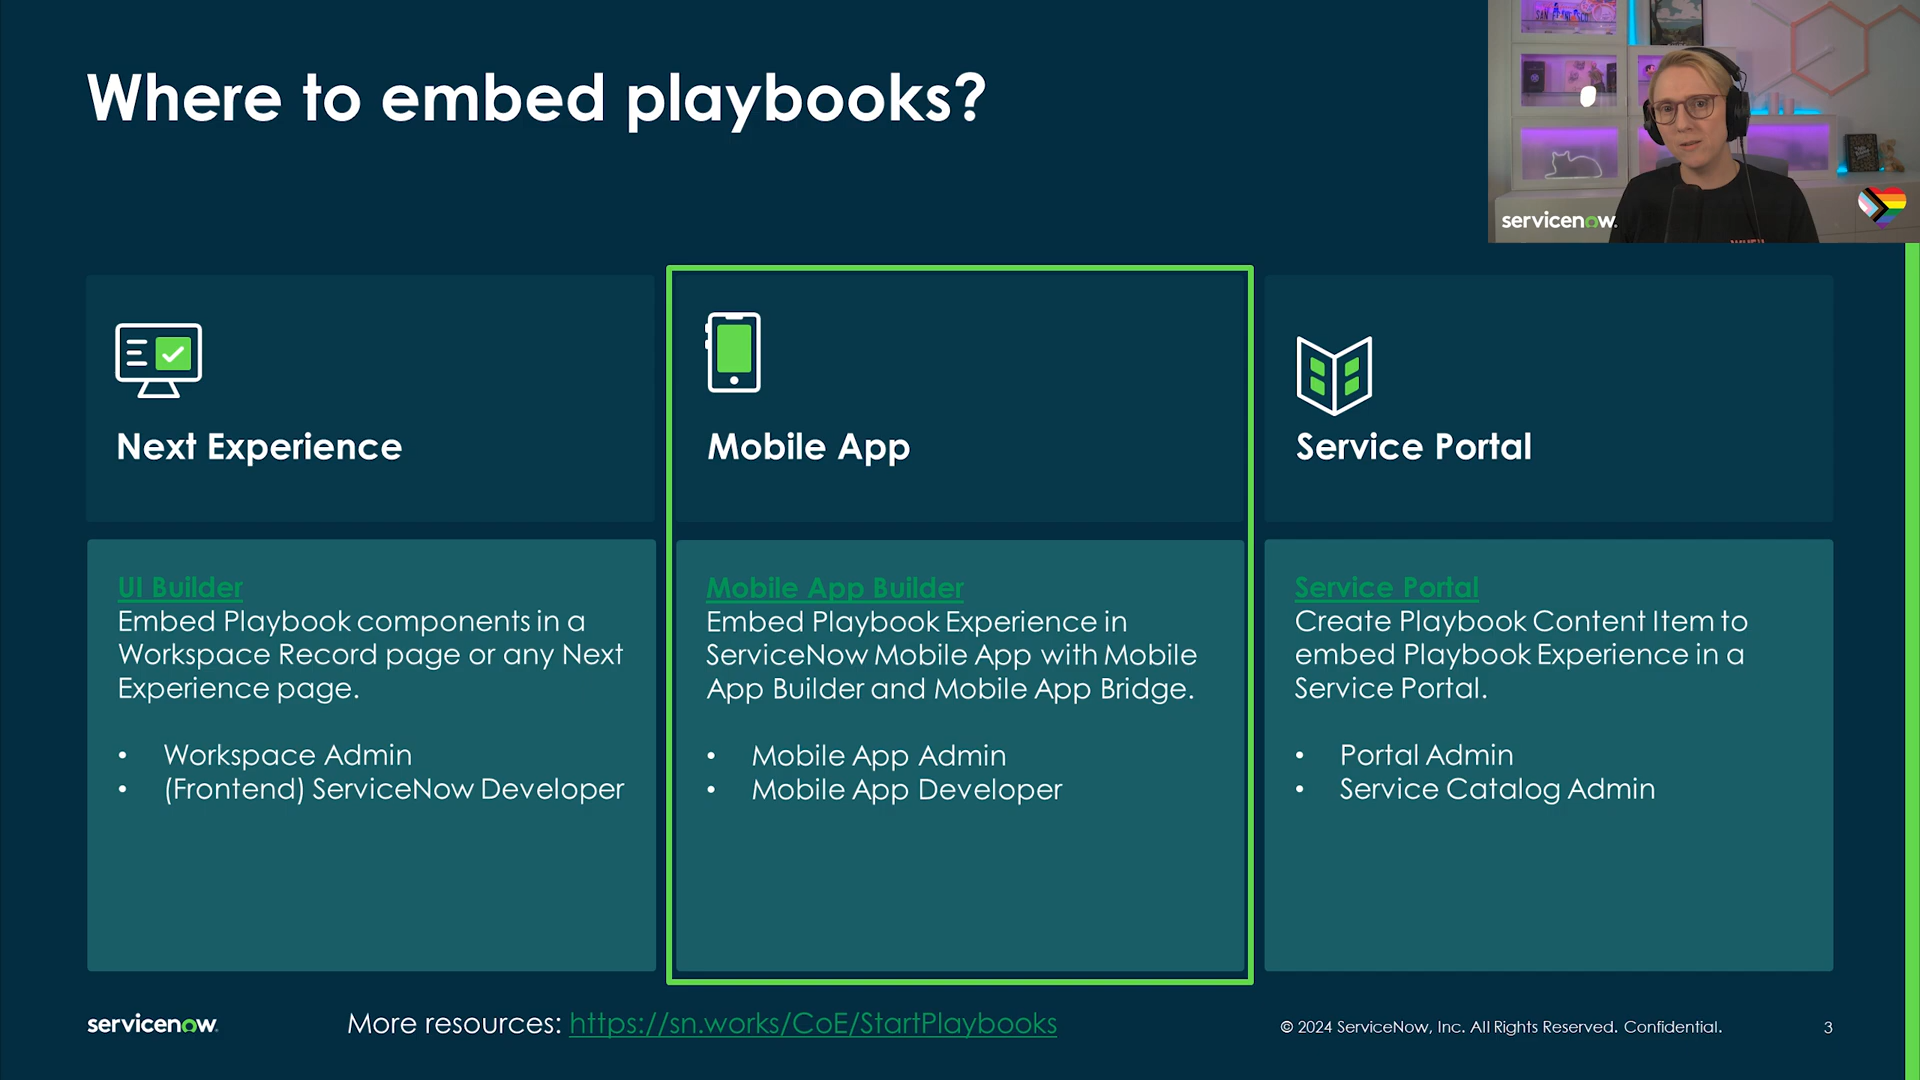 Where to embed playbooks?
SAN FRANCISCO
servicenow.
Next Experience
Mobile App
Service Portal
UI Builder
Embed Playbook components in a
Workspace Record page or any Next
Experience page.
• Workspace Admin
• (Frontend) ServiceNow Developer
Mobile App Builder
Embed Playbook Experience in
ServiceNow Mobile App with Mobile
App Builder and Mobile App Bridge.
• Mobile App Admin
• Mobile App Developer
Service Portal
Create Playbook Content Item to
embed Playbook Experience in a
Service Portal.
• Portal Admin
• Service Catalog Admin
servicenow.
More resources: https://sn.works/CoE/StartPlaybooks
© 2024 ServiceNow, Inc. All Rights Reserved. Confidential.
3